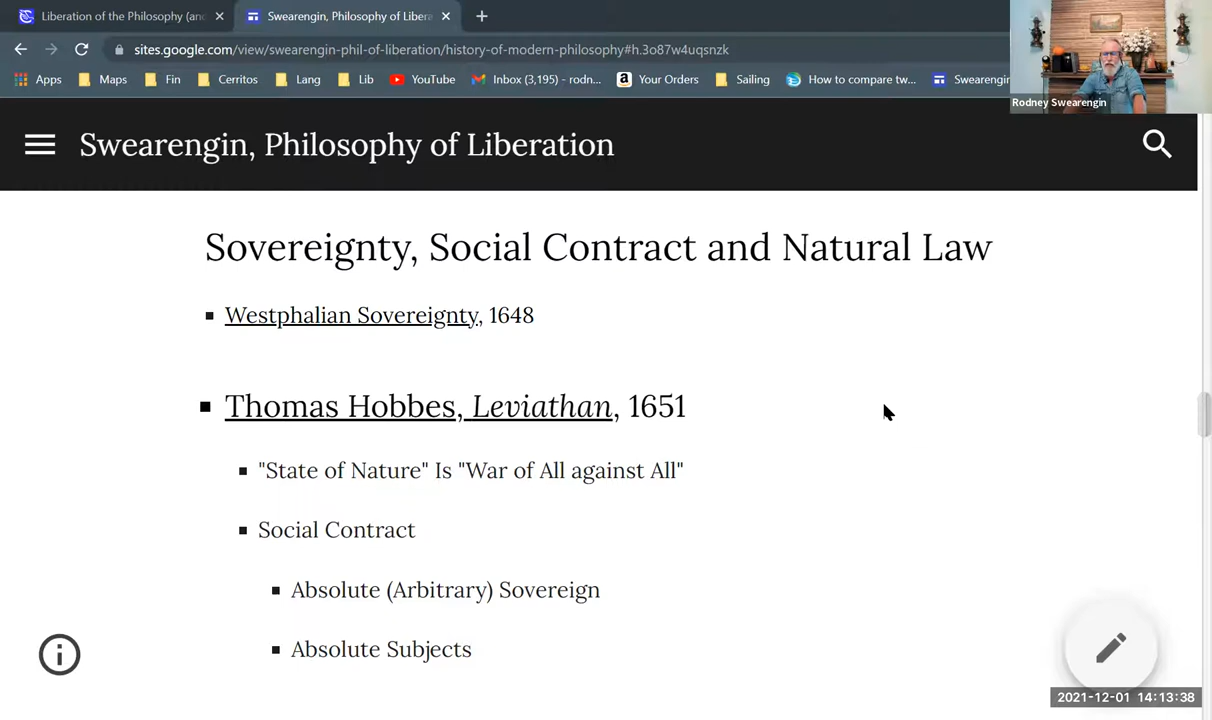 Liberation of the Philosophy (and
Swearengin, Philosophy of Libera
sites.google.com/view/swearengin-phil-of-liberation/history-of-modern-philosophy#h.3o87w4uqsnzk
Apps Maps Fin Cerritos Lang Lib YouTube Inbox (3,195) - rodn... Your Orders Sailing How to compare tw... Swearengin
Rodney Swearengin
Swearengin, Philosophy of Liberation
Sovereignty, Social Contract and Natural Law
Westphalian Sovereignty, 1648
Thomas Hobbes, Leviathan, 1651
"State of Nature" Is "War of All against All"
Social Contract
Absolute (Arbitrary) Sovereign
Absolute Subjects
2021-12-01 14:13:38